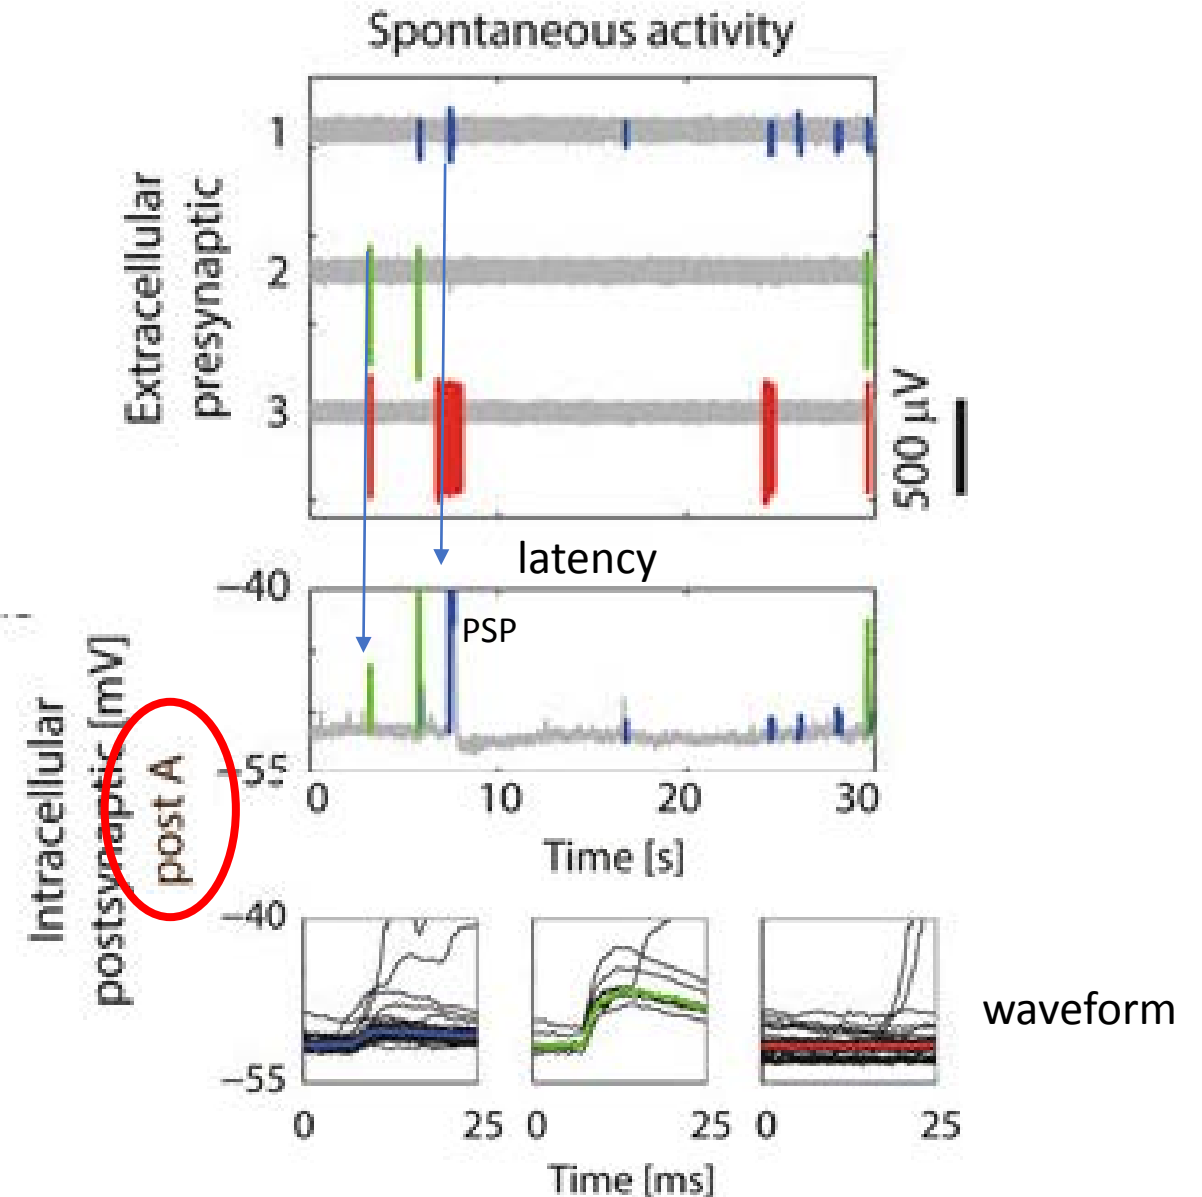 Spontaneous activity
Extracellular
presynaptic
1
2
3
500 µV
latency
−40
PSP
−55
Intracellular
postsynaptic [mV]
post A
0 10 20 30
Time [s]
−40
−55
waveform
0 25 0 25 0 25
Time [ms]